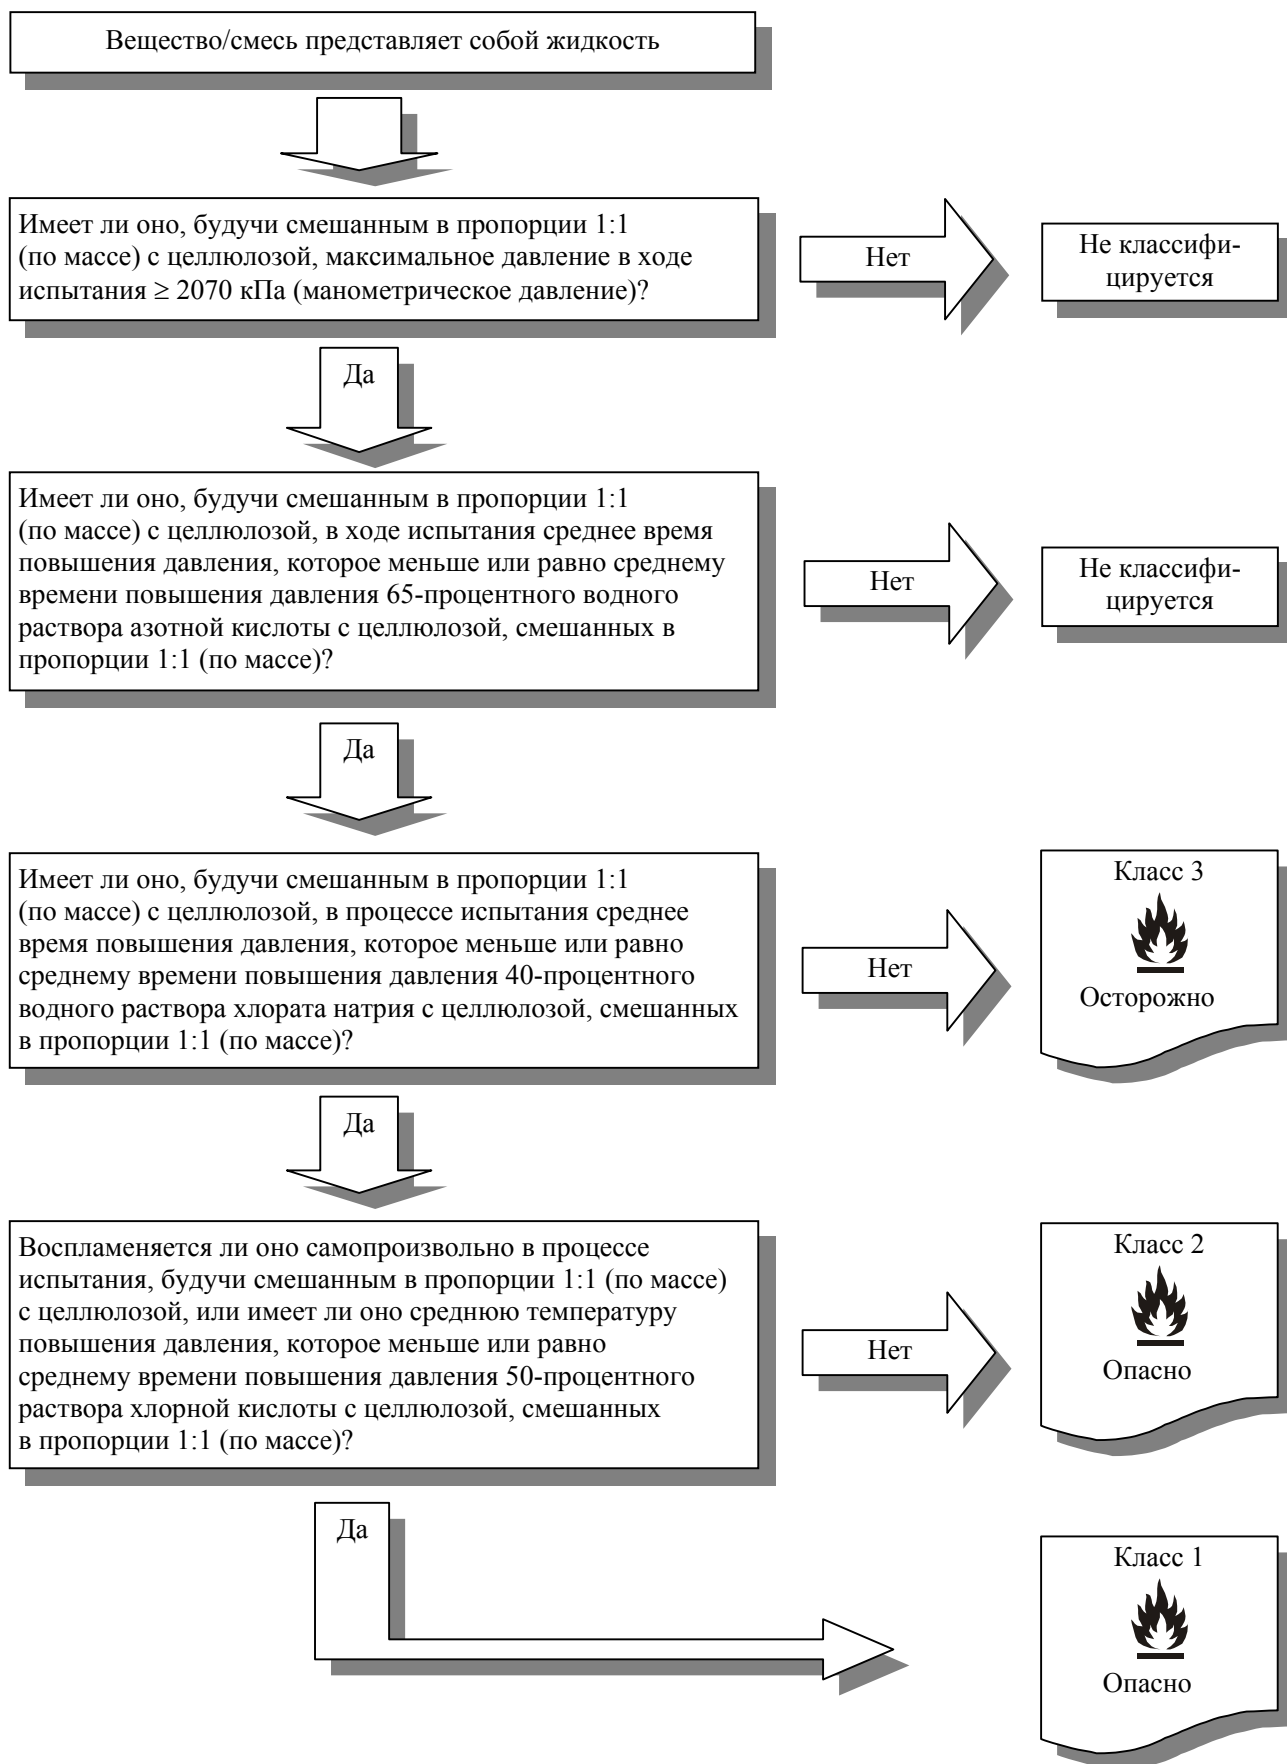 Вещество/смесь представляет собой жидкость
Имеет ли оно, будучи смешанным в пропорции 1:1
(по массе) с целлюлозой, максимальное давление в ходе
испытания ≥ 2070 кПа (манометрическое давление)?
Нет
Не классифи-
цируется
Да
Имеет ли оно, будучи смешанным в пропорции 1:1
(по массе) с целлюлозой, в ходе испытания среднее время
повышения давления, которое меньше или равно среднему
времени повышения давления 65-процентного водного
раствора азотной кислоты с целлюлозой, смешанных в
пропорции 1:1 (по массе)?
Нет
Не классифи-
цируется
Да
Имеет ли оно, будучи смешанным в пропорции 1:1
(по массе) с целлюлозой, в процессе испытания среднее
время повышения давления, которое меньше или равно
среднему времени повышения давления 40-процентного
водного раствора хлората натрия с целлюлозой, смешанных
в пропорции 1:1 (по массе)?
Нет
Класс 3
Осторожно
Да
Воспламеняется ли оно самопроизвольно в процессе
испытания, будучи смешанным в пропорции 1:1 (по массе)
с целлюлозой, или имеет ли оно среднюю температуру
повышения давления, которое меньше или равно
среднему времени повышения давления 50-процентного
раствора хлорной кислоты с целлюлозой, смешанных
в пропорции 1:1 (по массе)?
Нет
Класс 2
Опасно
Да
Класс 1
Опасно